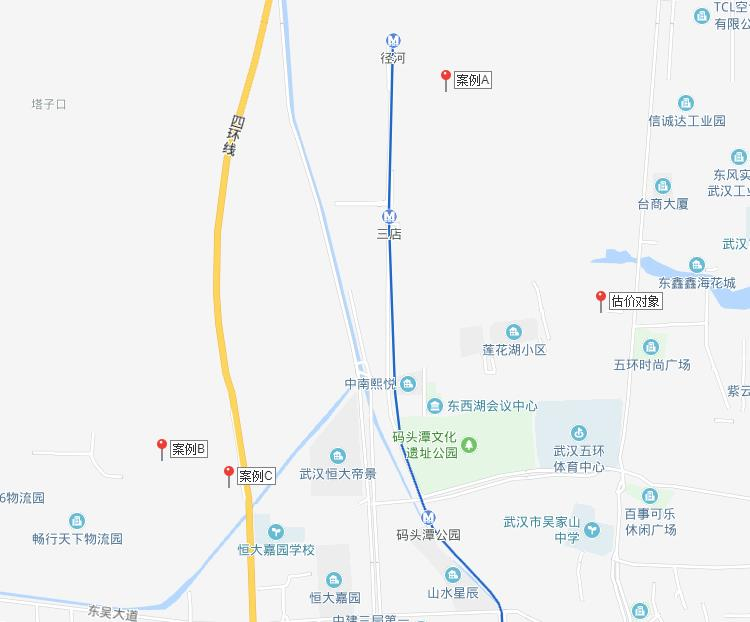 TCL空
有限公
径河
案例A
塔子口
信诚达工业园
四环线
东风实
武汉工业
台商大厦
三店
武汉
东鑫鑫海花城
估价对象
莲花湖小区
五环时尚广场
中南熙悦
紫云
东西湖会议中心
码头潭文化
遗址公园
武汉五环
体育中心
案例B
案例C
武汉恒大帝景
6物流园
百事可乐
休闲广场
武汉市吴家山
中学
畅行天下物流园
码头潭公园
恒大嘉园学校
山水星辰
恒大嘉园
东吴大道
中建三局第一